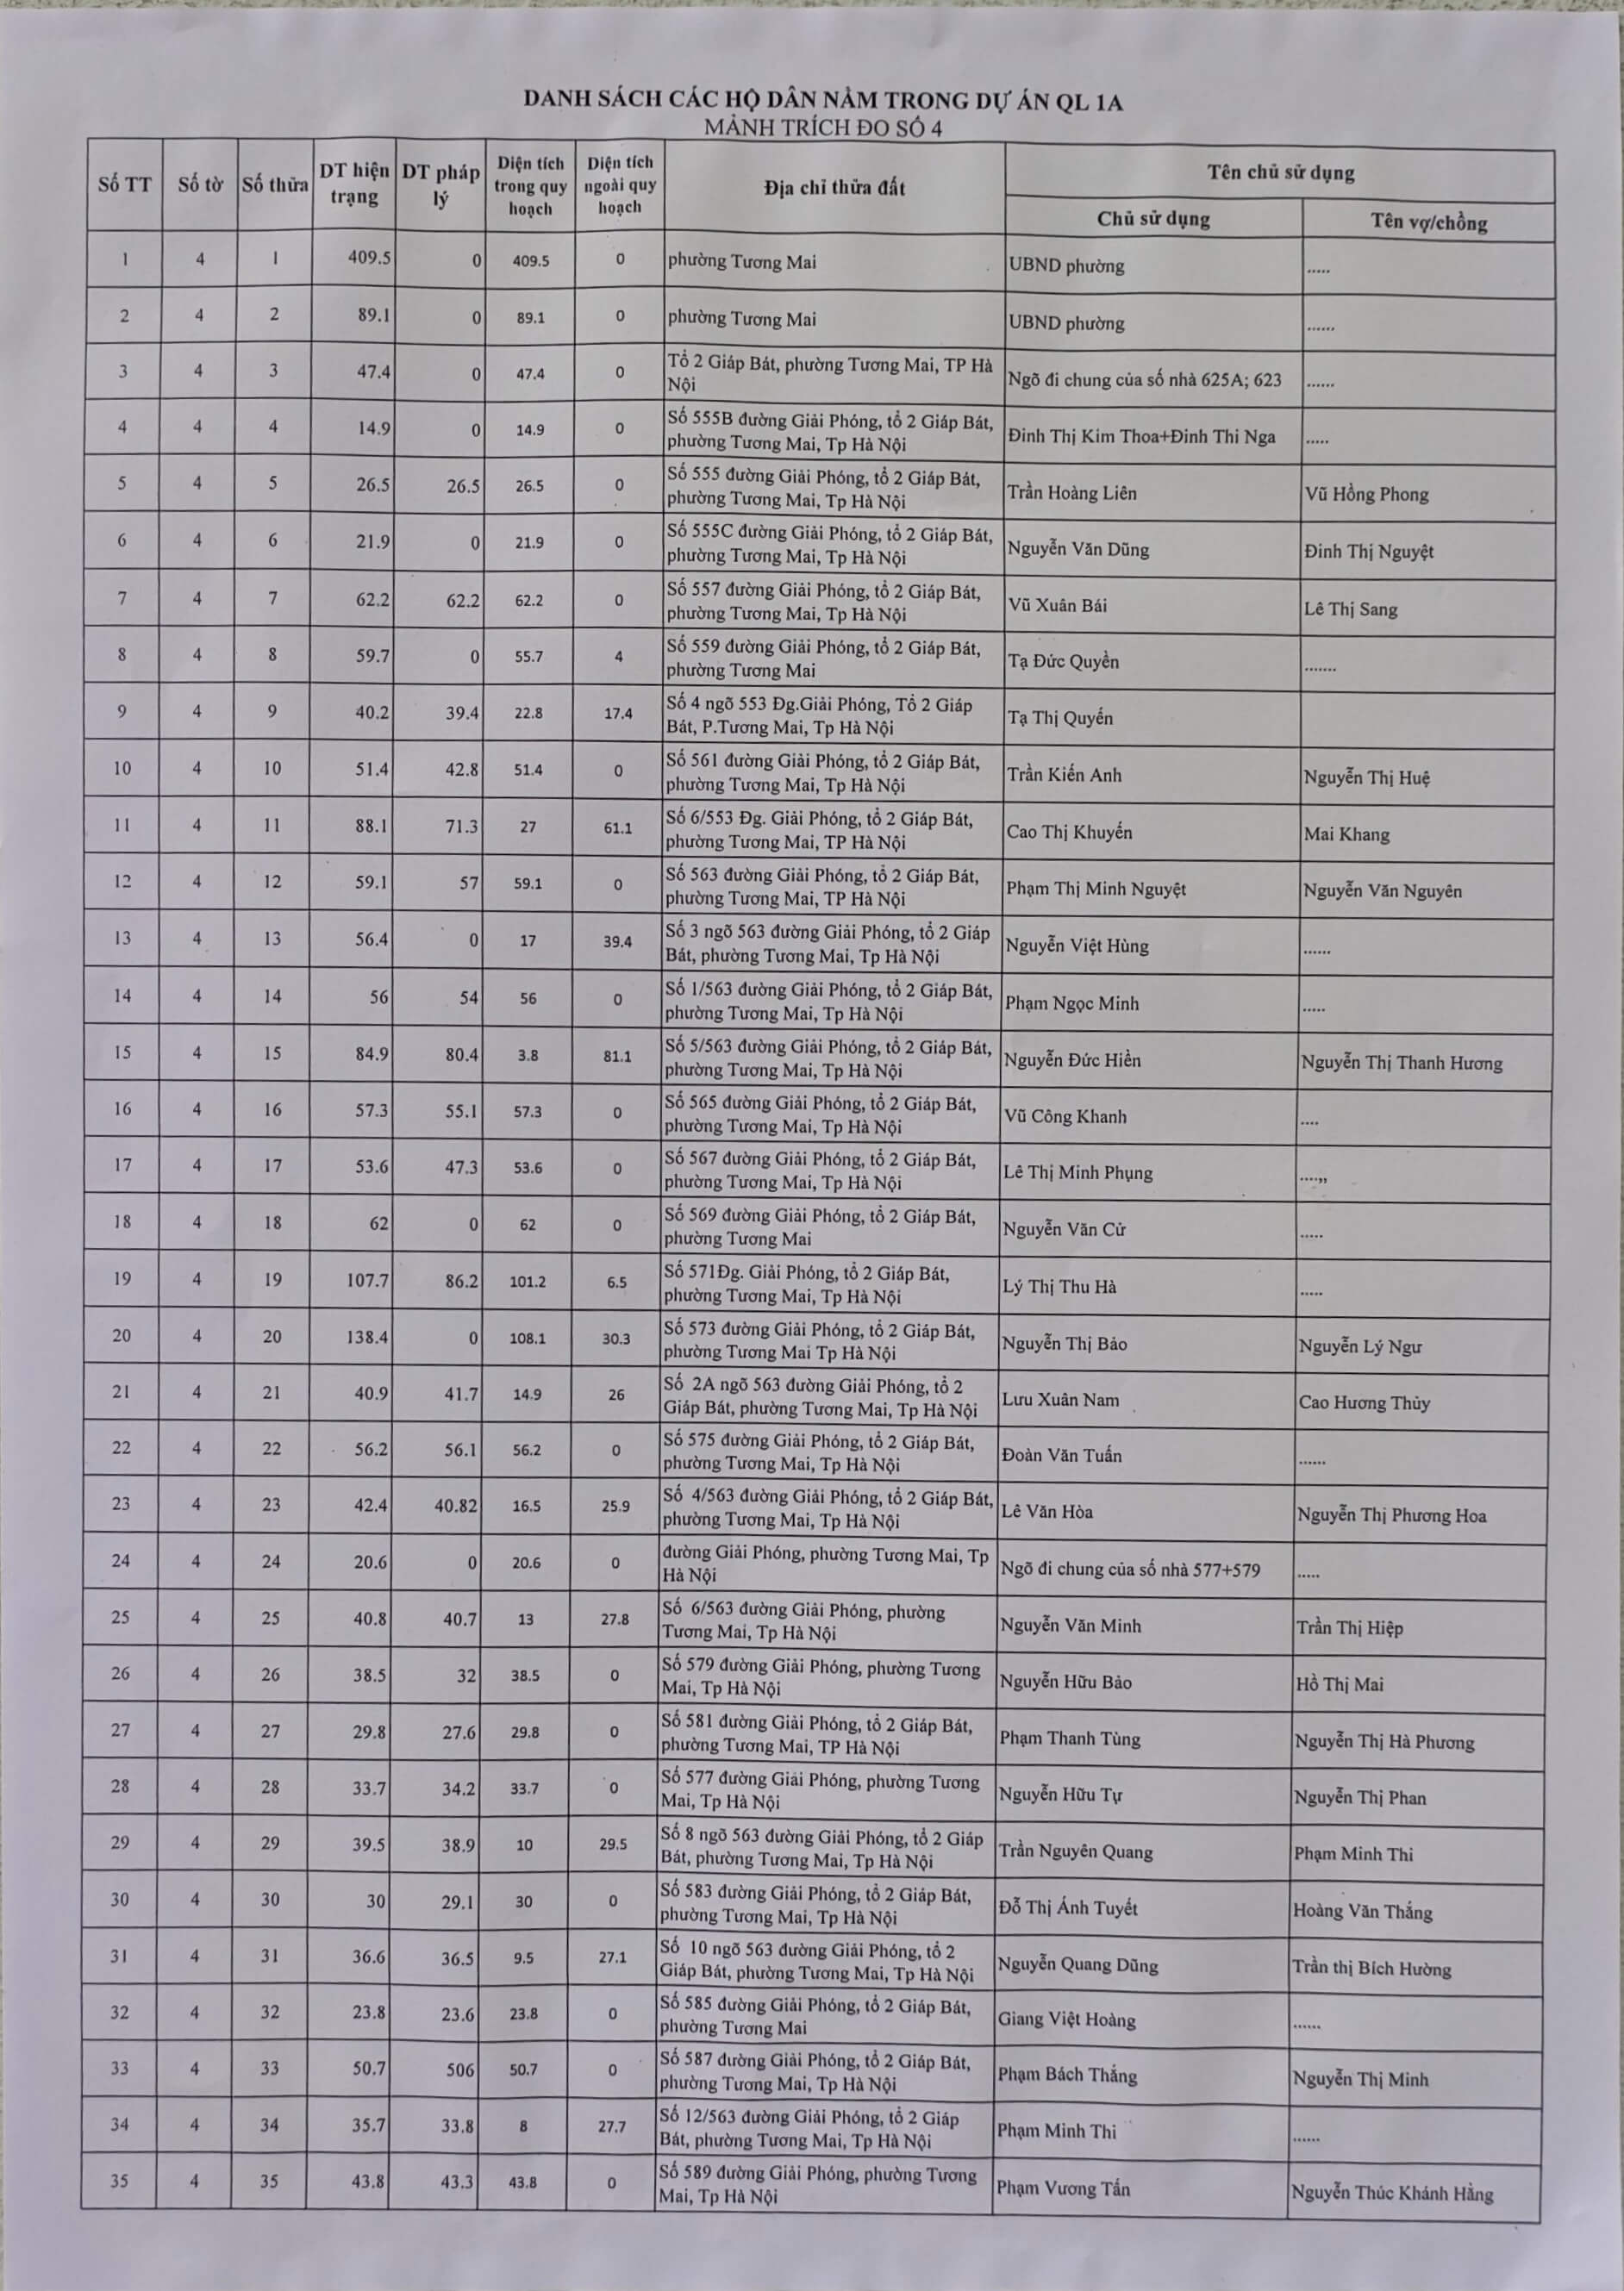 DANH SÁCH CÁC HỘ DÂN NẰM TRONG DỰ ÁN QL 1A
MẢNH TRÍCH ĐO SỐ 4
Số TT Số tờ Số thửa DT hiện trạng DT pháp lý Diện tích trong quy hoạch Diện tích ngoài quy hoạch Địa chỉ thửa đất Tên chủ sử dụng
Chủ sử dụng Tên vợ/chồng
1 4 1 409.5 0 409.5 0 phường Tương Mai UBND phường .....
2 4 2 89.1 0 89.1 0 phường Tương Mai UBND phường ......
3 4 3 47.4 0 47.4 0 Tổ 2 Giáp Bát, phường Tương Mai, TP Hà Nội Ngõ đi chung của số nhà 625A; 623 ......
4 4 4 14.9 0 14.9 0 Số 555B đường Giải Phóng, tổ 2 Giáp Bát, phường Tương Mai, Tp Hà Nội Đinh Thị Kim Thoa+Đinh Thi Nga .....
5 4 5 26.5 26.5 26.5 0 Số 555 đường Giải Phóng, tổ 2 Giáp Bát, phường Tương Mai, Tp Hà Nội Trần Hoàng Liên Vũ Hồng Phong
6 4 6 21.9 0 21.9 0 Số 555C đường Giải Phóng, tổ 2 Giáp Bát, phường Tương Mai, Tp Hà Nội Nguyễn Văn Dũng Đinh Thị Nguyệt
7 4 7 62.2 62.2 62.2 0 Số 557 đường Giải Phóng, tổ 2 Giáp Bát, phường Tương Mai, Tp Hà Nội Vũ Xuân Bái Lê Thị Sang
8 4 8 59.7 0 55.7 4 Số 559 đường Giải Phóng, tổ 2 Giáp Bát, phường Tương Mai Tạ Đức Quyền .......
9 4 9 40.2 39.4 22.8 17.4 Số 4 ngõ 553 Đg.Giải Phóng, Tổ 2 Giáp Bát, P.Tương Mai, Tp Hà Nội Tạ Thị Quyến
10 4 10 51.4 42.8 51.4 0 Số 561 đường Giải Phóng, tổ 2 Giáp Bát, phường Tương Mai, Tp Hà Nội Trần Kiến Anh Nguyễn Thị Huệ
11 4 11 88.1 71.3 27 61.1 Số 6/553 Đg. Giải Phóng, tổ 2 Giáp Bát, phường Tương Mai, TP Hà Nội Cao Thị Khuyến Mai Khang
12 4 12 59.1 57 59.1 0 Số 563 đường Giải Phóng, tổ 2 Giáp Bát, phường Tương Mai, TP Hà Nội Phạm Thị Minh Nguyệt Nguyễn Văn Nguyên
13 4 13 56.4 0 17 39.4 Số 3 ngõ 563 đường Giải Phóng, tổ 2 Giáp Bát, phường Tương Mai, Tp Hà Nội Nguyễn Việt Hùng ......
14 4 14 56 54 56 0 Số 1/563 đường Giải Phóng, tổ 2 Giáp Bát, phường Tương Mai, Tp Hà Nội Phạm Ngọc Minh .....
15 4 15 84.9 80.4 3.8 81.1 Số 5/563 đường Giải Phóng, tổ 2 Giáp Bát, phường Tương Mai, Tp Hà Nội Nguyễn Đức Hiền Nguyễn Thị Thanh Hương
16 4 16 57.3 55.1 57.3 0 Số 565 đường Giải Phóng, tổ 2 Giáp Bát, phường Tương Mai, Tp Hà Nội Vũ Công Khanh ....
17 4 17 53.6 47.3 53.6 0 Số 567 đường Giải Phóng, tổ 2 Giáp Bát, phường Tương Mai, Tp Hà Nội Lê Thị Minh Phụng ....,,
18 4 18 62 0 62 0 Số 569 đường Giải Phóng, tổ 2 Giáp Bát, phường Tương Mai Nguyễn Văn Cử .....
19 4 19 107.7 86.2 101.2 6.5 Số 571Đg. Giải Phóng, tổ 2 Giáp Bát, phường Tương Mai, Tp Hà Nội Lý Thị Thu Hà .....
20 4 20 138.4 0 108.1 30.3 Số 573 đường Giải Phóng, tổ 2 Giáp Bát, phường Tương Mai Tp Hà Nội Nguyễn Thị Bảo Nguyễn Lý Ngư
21 4 21 40.9 41.7 14.9 26 Số 2A ngõ 563 đường Giải Phóng, tổ 2 Giáp Bát, phường Tương Mai, Tp Hà Nội Lưu Xuân Nam Cao Hương Thủy
22 4 22 56.2 56.1 56.2 0 Số 575 đường Giải Phóng, tổ 2 Giáp Bát, phường Tương Mai, Tp Hà Nội Đoàn Văn Tuấn ......
23 4 23 42.4 40.82 16.5 25.9 Số 4/563 đường Giải Phóng, tổ 2 Giáp Bát, phường Tương Mai, Tp Hà Nội Lê Văn Hòa Nguyễn Thị Phương Hoa
24 4 24 20.6 0 20.6 0 đường Giải Phóng, phường Tương Mai, Tp Hà Nội Ngõ đi chung của số nhà 577+579 .....
25 4 25 40.8 40.7 13 27.8 Số 6/563 đường Giải Phóng, phường Tương Mai, Tp Hà Nội Nguyễn Văn Minh Trần Thị Hiệp
26 4 26 38.5 32 38.5 0 Số 579 đường Giải Phóng, phường Tương Mai, Tp Hà Nội Nguyễn Hữu Bảo Hồ Thị Mai
27 4 27 29.8 27.6 29.8 0 Số 581 đường Giải Phóng, tổ 2 Giáp Bát, phường Tương Mai, TP Hà Nội Phạm Thanh Tùng Nguyễn Thị Hà Phương
28 4 28 33.7 34.2 33.7 0 Số 577 đường Giải Phóng, phường Tương Mai, Tp Hà Nội Nguyễn Hữu Tự Nguyễn Thị Phan
29 4 29 39.5 38.9 10 29.5 Số 8 ngõ 563 đường Giải Phóng, tổ 2 Giáp Bát, phường Tương Mai, Tp Hà Nội Trần Nguyên Quang Phạm Minh Thi
30 4 30 30 29.1 30 0 Số 583 đường Giải Phóng, tổ 2 Giáp Bát, phường Tương Mai, Tp Hà Nội Đỗ Thị Ánh Tuyết Hoàng Văn Thắng
31 4 31 36.6 36.5 9.5 27.1 Số 10 ngõ 563 đường Giải Phóng, tổ 2 Giáp Bát, phường Tương Mai, Tp Hà Nội Nguyễn Quang Dũng Trần thị Bích Hường
32 4 32 23.8 23.6 23.8 0 Số 585 đường Giải Phóng, tổ 2 Giáp Bát, phường Tương Mai Giang Việt Hoàng ......
33 4 33 50.7 506 50.7 0 Số 587 đường Giải Phóng, tổ 2 Giáp Bát, phường Tương Mai, Tp Hà Nội Phạm Bách Thắng Nguyễn Thị Minh
34 4 34 35.7 33.8 8 27.7 Số 12/563 đường Giải Phóng, tổ 2 Giáp Bát, phường Tương Mai, Tp Hà Nội Phạm Minh Thi ......
35 4 35 43.8 43.3 43.8 0 Số 589 đường Giải Phóng, phường Tương Mai, Tp Hà Nội Phạm Vương Tấn Nguyễn Thúc Khánh Hằng